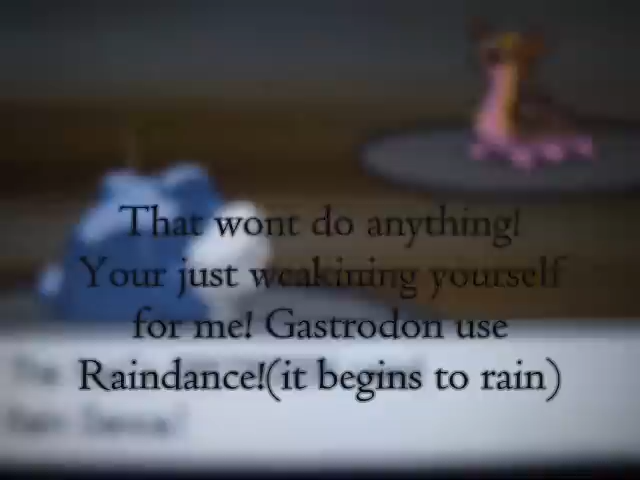 That wont do anything!
Your just weakining yourself
for me! Gastrodon use
Raindance!(it begins to rain)